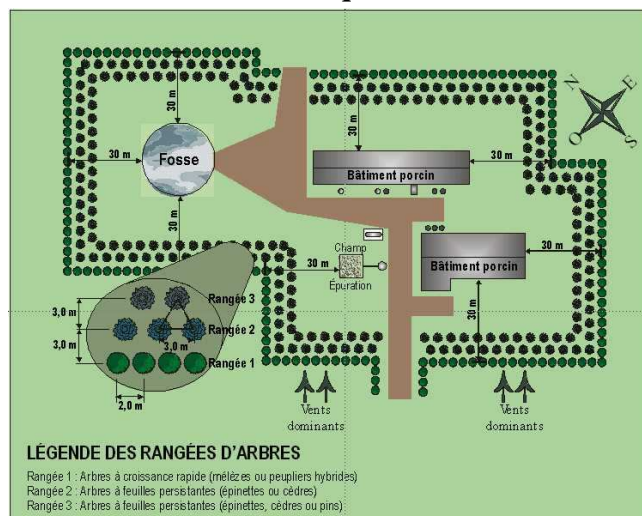 30 m
30 m
30 m
Fosse
30 m
30 m
Bâtiment porcin
30 m
N
E
S
O
Champ
Épuration
30 m
Bâtiment porcin
30 m
30 m
Rangée 3
Rangée 2
Rangée 1
3,0 m
3,0 m
3,0 m
2,0 m
Vents
dominants
Vents
dominants
LÉGENDE DES RANGÉES D'ARBRES
Rangée 1 : Arbres à croissance rapide (mélèzes ou peupliers hybrides)
Rangée 2 : Arbres à feuilles persistantes (épinettes ou cèdres)
Rangée 3 : Arbres à feuilles persistantes (épinettes, cèdres ou pins)